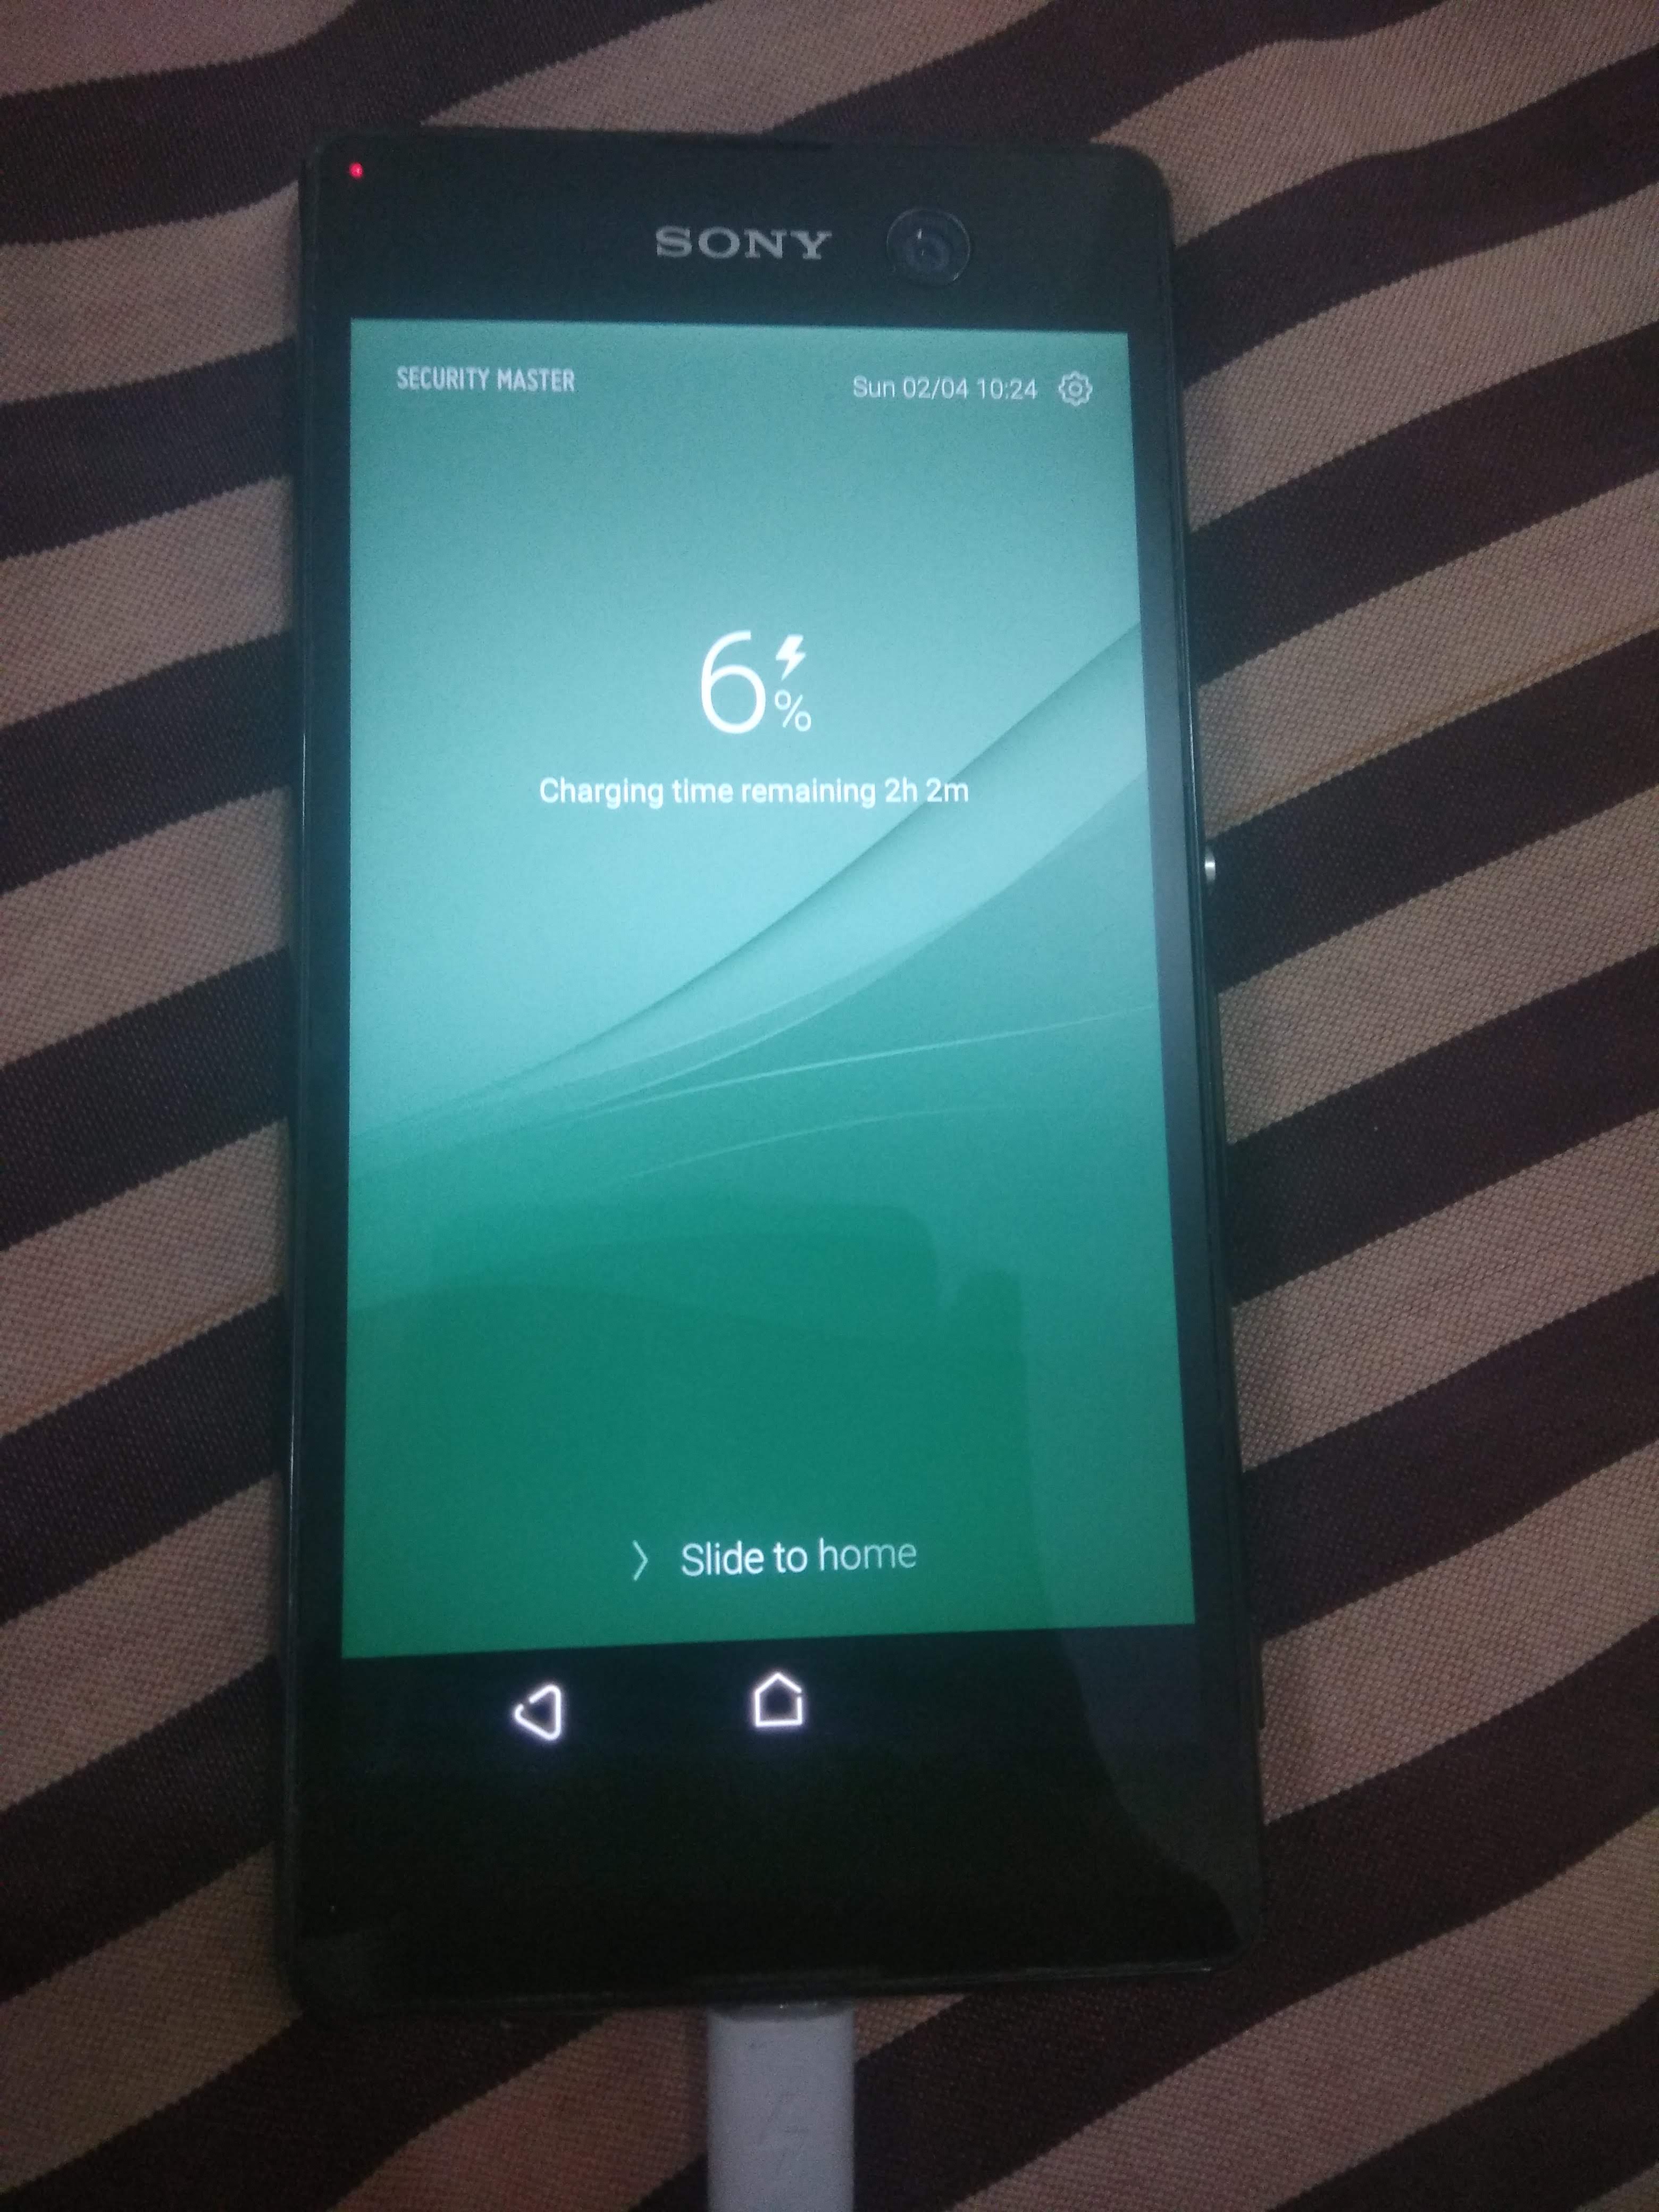 SONY
SECURITY MASTER
Sun 02/04 10:24
6%
Charging time remaining 2h 2m
Slide to home